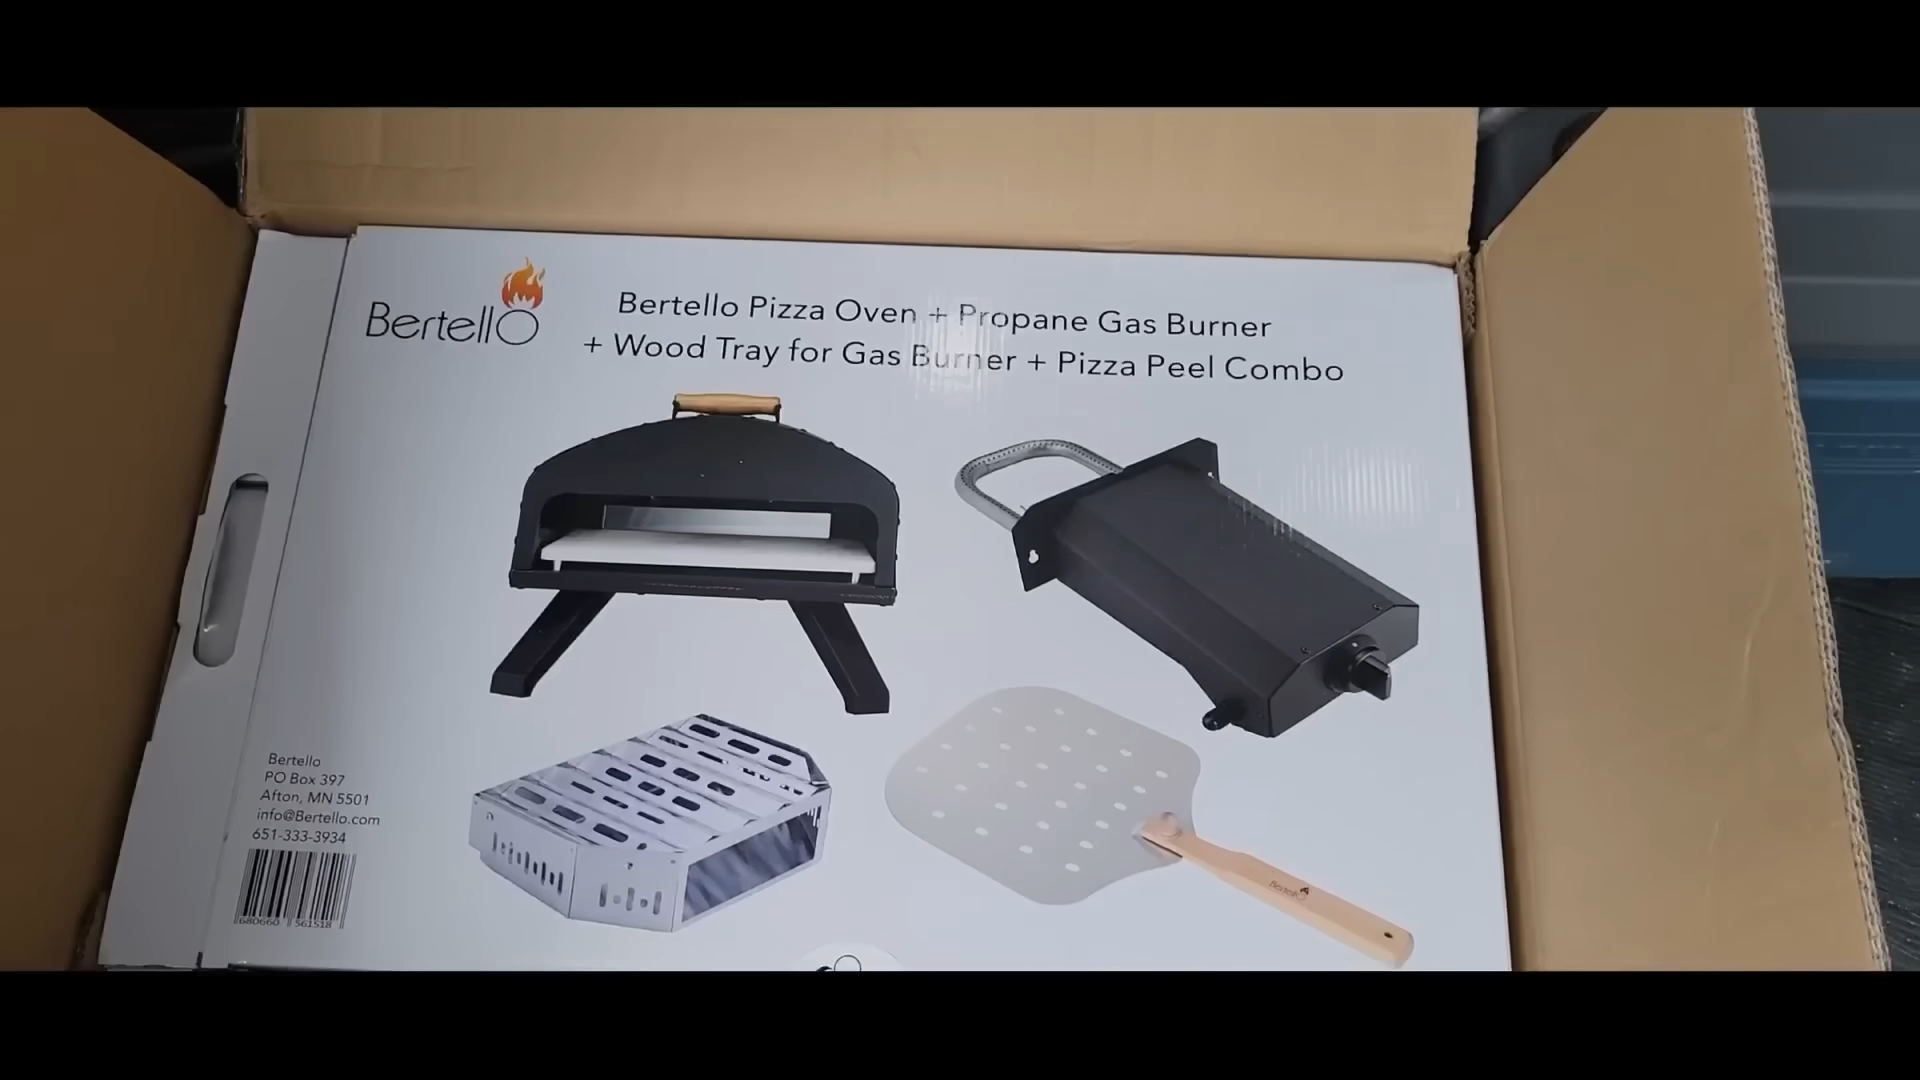 Bertello
Bertello Pizza Oven + Propane Gas Burner
+ Wood Tray for Gas Burner + Pizza Peel Combo
Bertello
PO Box 397
Afton, MN 5501
info@Bertello.com
651-333-3934
680660 561518
Bertello